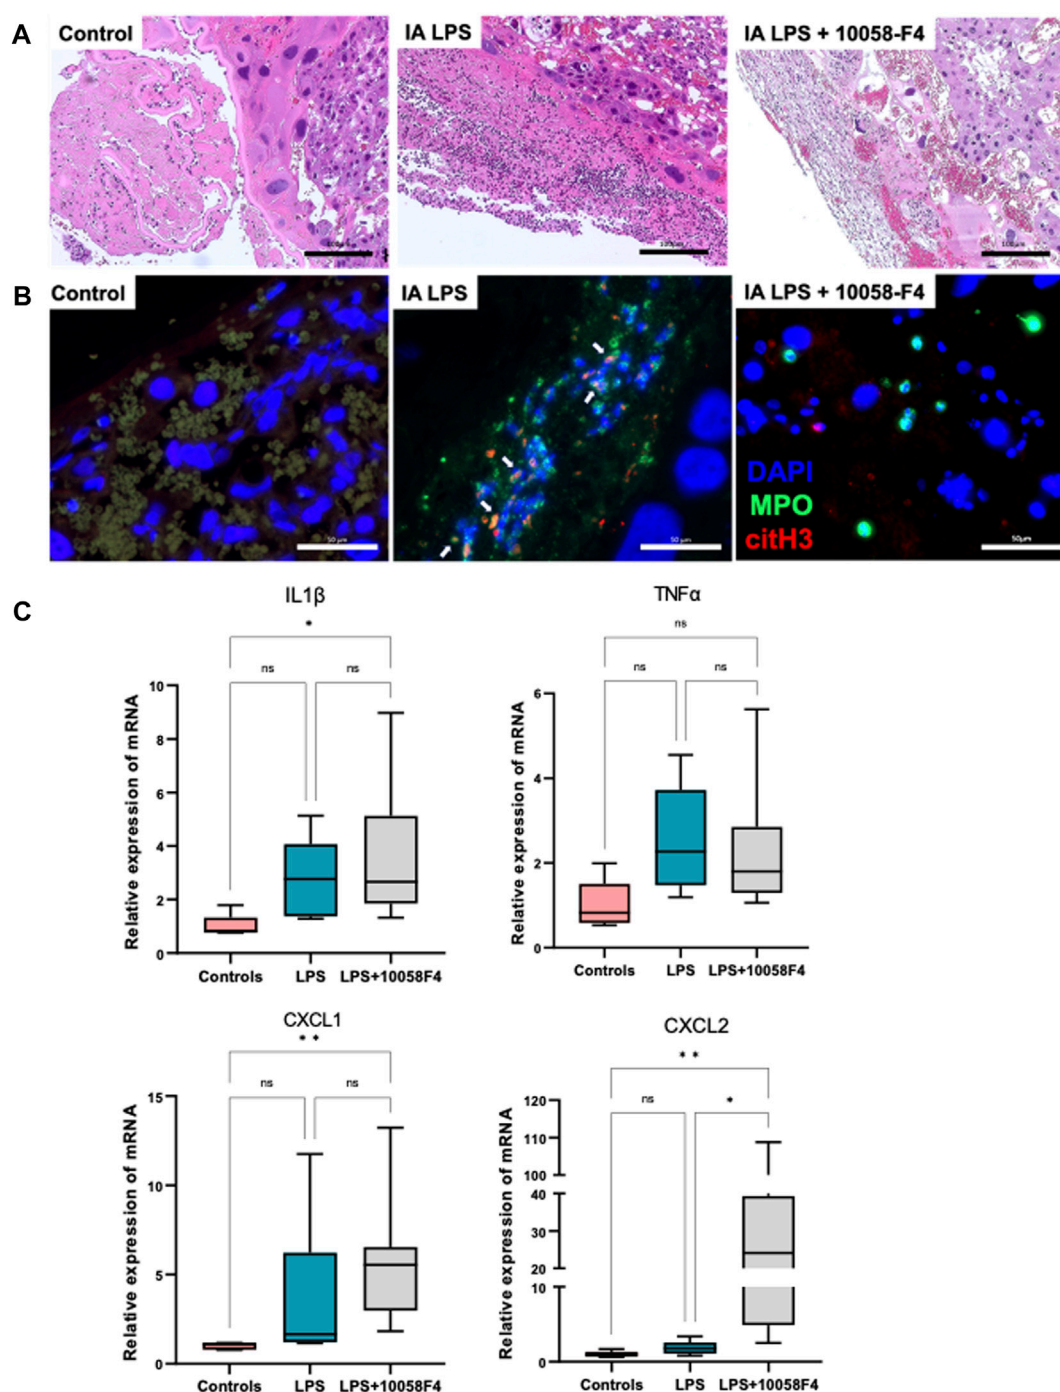 A
Control
IA LPS
IA LPS + 10058-F4
100µm
100µm
B
Control
IA LPS
IA LPS + 10058-F4
DAPI
MPO
citH3
50 µm
50 µm
50µm
C
IL1β
*
ns
ns
Relative expression of mRNA
10
8
6
4
2
0
Controls
LPS
LPS+10058F4
TNFα
ns
ns
ns
Relative expression of mRNA
6
4
2
0
Controls
LPS
LPS+10058F4
CXCL1
* *
ns
ns
Relative expression of mRNA
15
10
5
0
Controls
LPS
LPS+10058F4
CXCL2
* *
ns
*
Relative expression of mRNA
120
110
100
40
30
20
10
0
Controls
LPS
LPS+10058F4